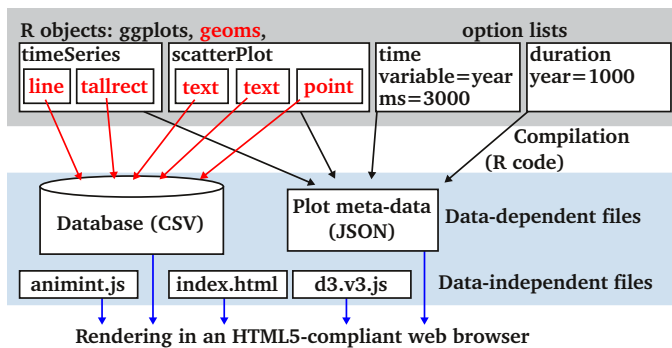 R objects: ggplots, geoms, option lists
timeSeries scatterPlot time duration
variable=year year=1000
line tallrect text text point ms=3000
Compilation
(R code)
Database (CSV) Plot meta-data
(JSON) Data-dependent files
animint.js index.html d3.v3.js Data-independent files
Rendering in an HTML5-compliant web browser